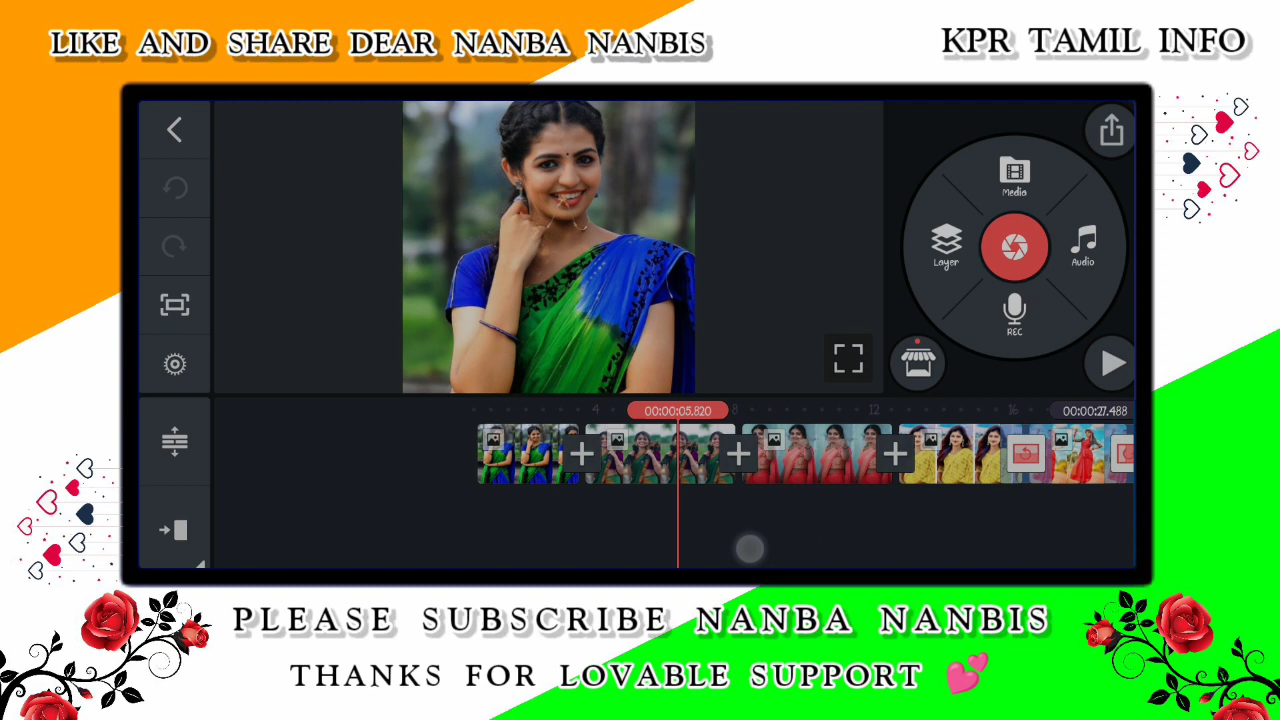 LIKE AND SHARE DEAR NANBA NANBIS
KPR TAMIL INFO
Media
Layer
Audio
REC
4
00:00:05.820
8
12
16
00:00:27.488
PLEASE SUBSCRIBE NANBA NANBIS
THANKS FOR LOVABLE SUPPORT 💕